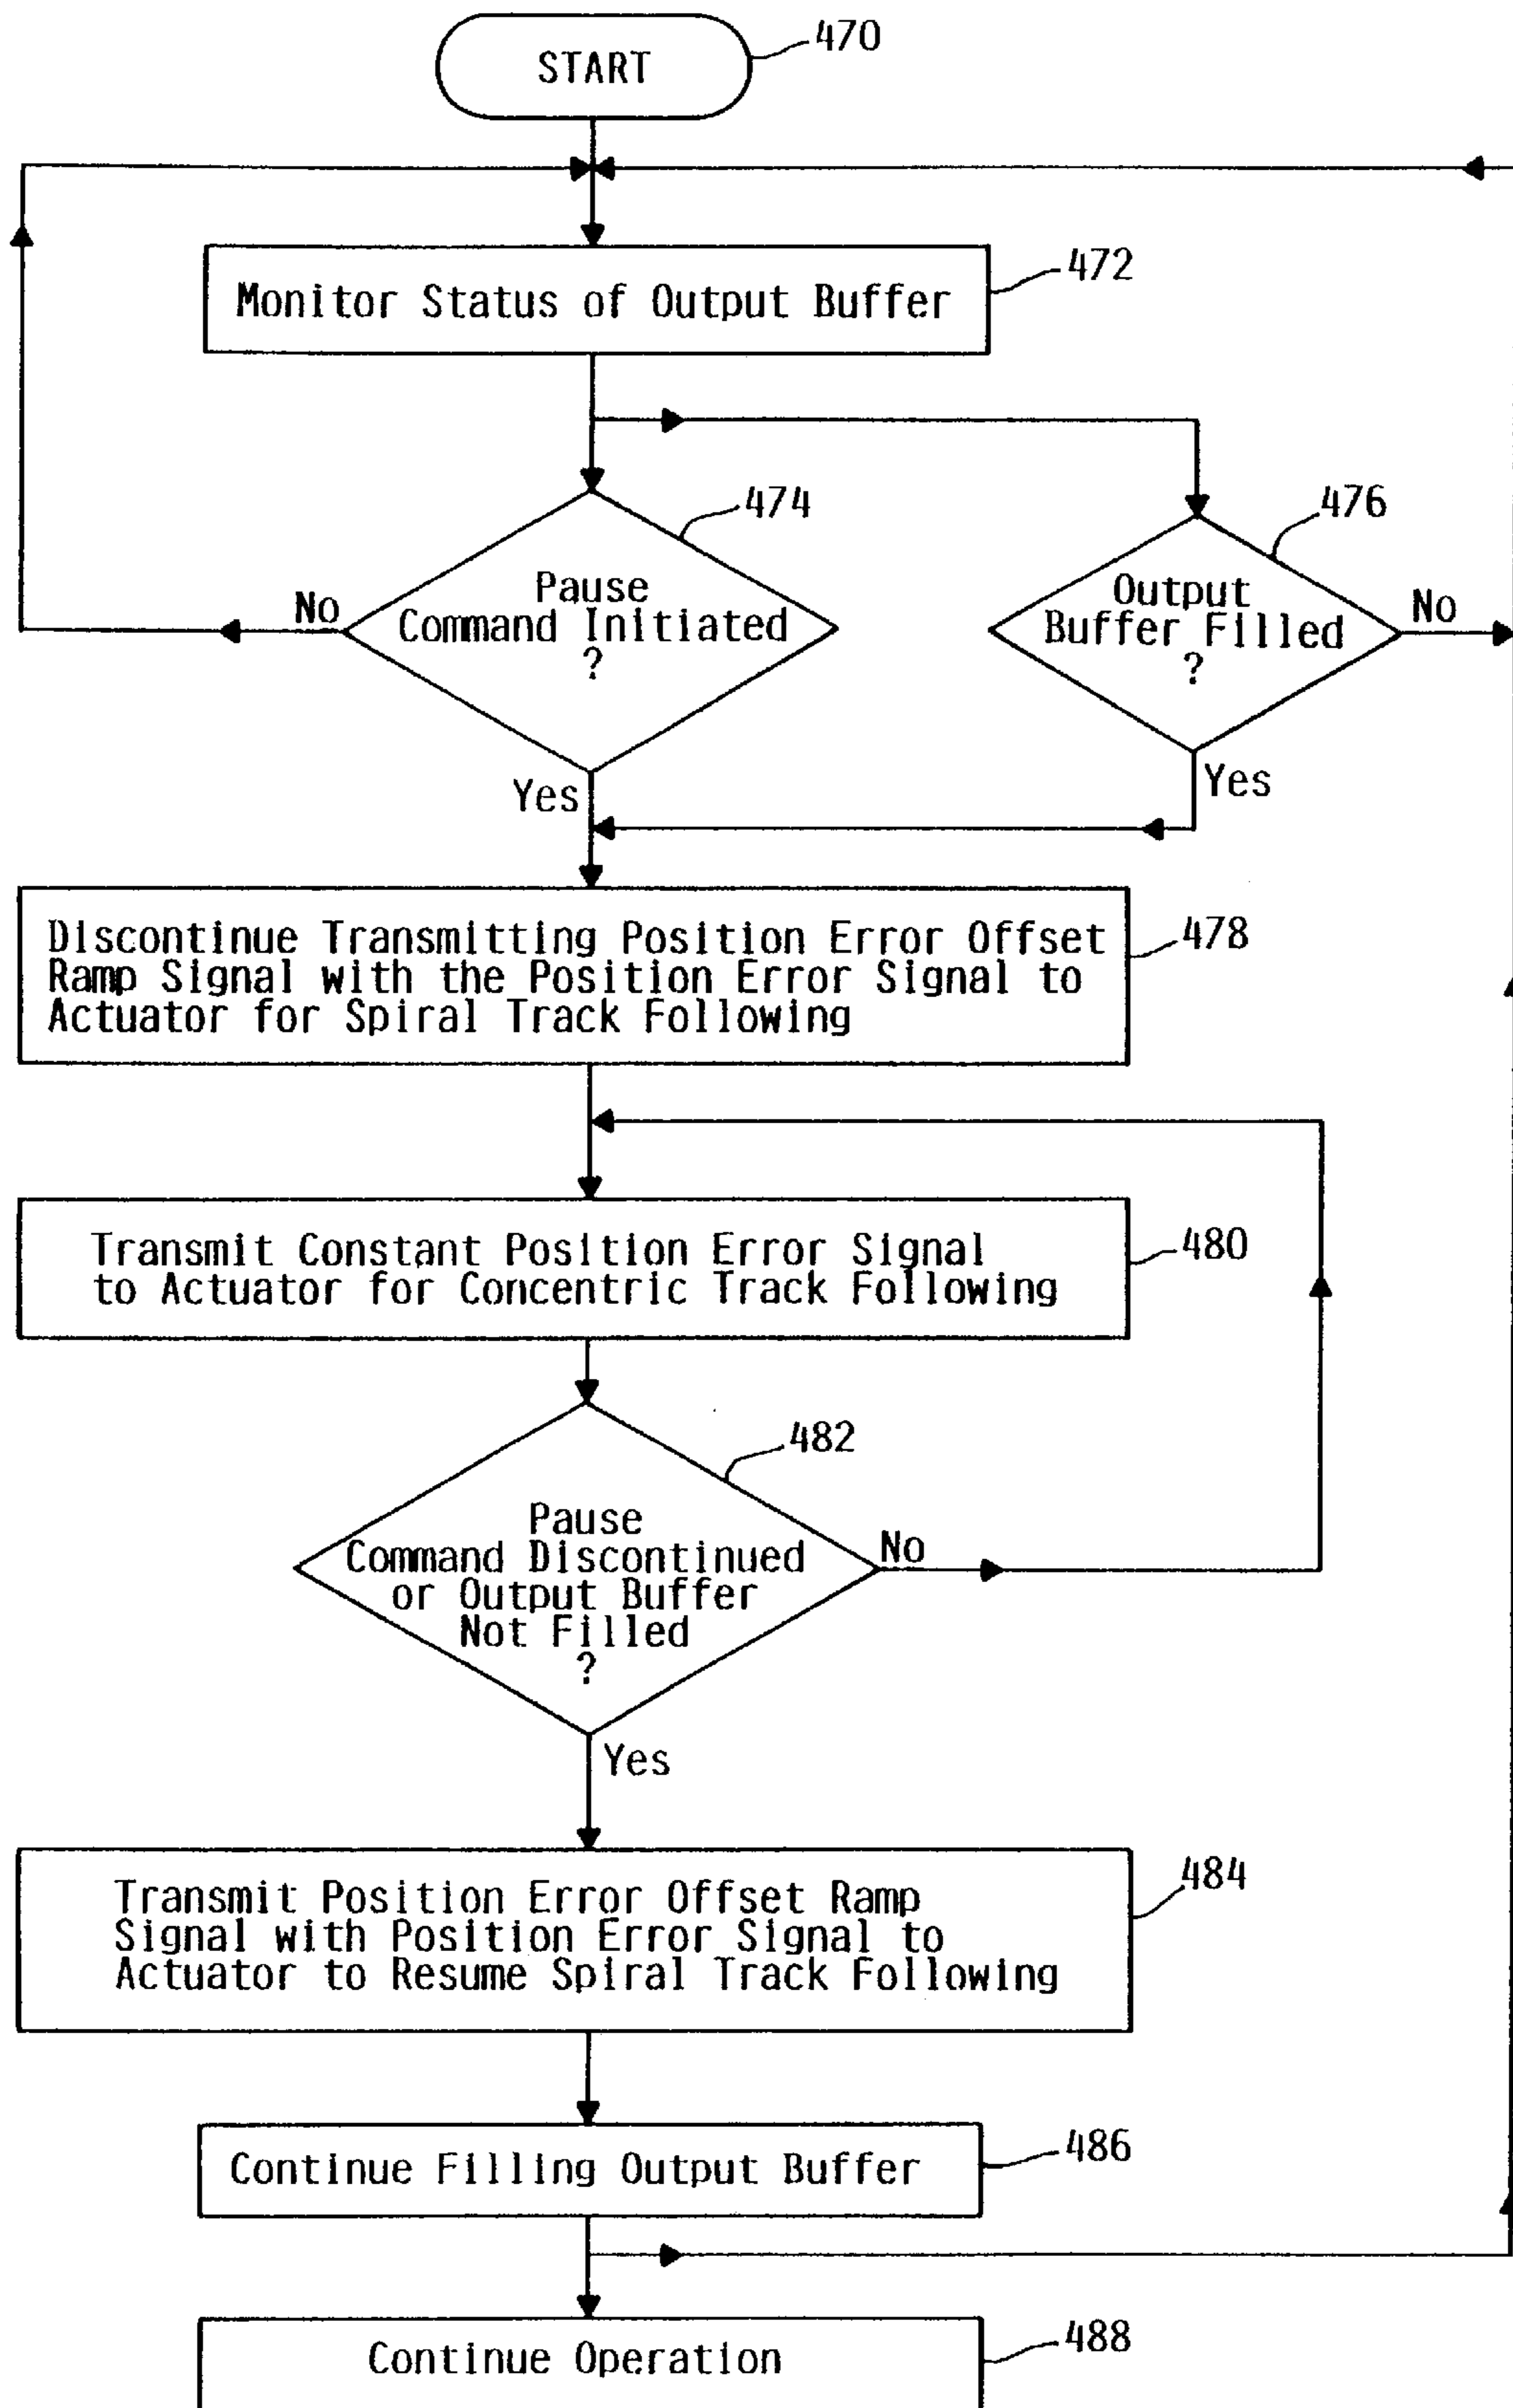 START
470
Monitor Status of Output Buffer
472
474
476
Pause
Command Initiated
?
Output
Buffer Filled
?
No
No
Yes
Yes
Discontinue Transmitting Position Error Offset
Ramp Signal with the Position Error Signal to
Actuator for Spiral Track Following
478
Transmit Constant Position Error Signal
to Actuator for Concentric Track Following
480
482
Pause
Command Discontinued
or Output Buffer
Not Filled
?
No
Yes
Transmit Position Error Offset Ramp
Signal with Position Error Signal to
Actuator to Resume Spiral Track Following
484
Continue Filling Output Buffer
486
Continue Operation
488